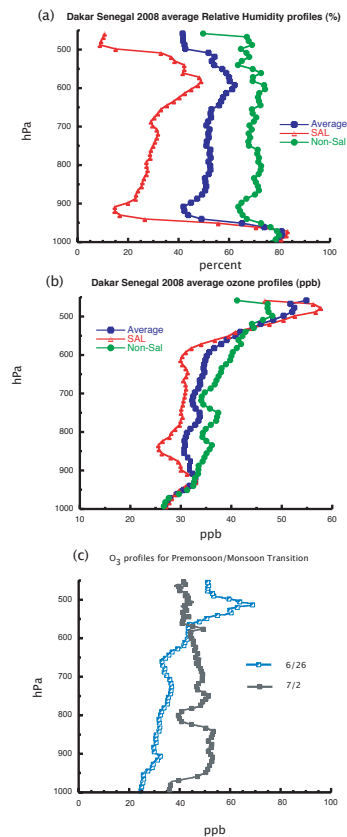 (a)
Dakar Senegal 2008 average Relative Humidity profiles (%)
hPa
500
600
700
800
900
1000
Average
SAL
Non-Sal
0
20
40
60
80
100
percent
(b)
Dakar Senegal 2008 average ozone profiles (ppb)
hPa
400
500
600
700
800
900
1000
Average
SAL
Non-Sal
10
20
30
40
50
60
ppb
(c)
O3 profiles for Premonsoon/Monsoon Transition
hPa
500
600
700
800
900
1000
6/26
7/2
0
20
40
60
80
100
ppb